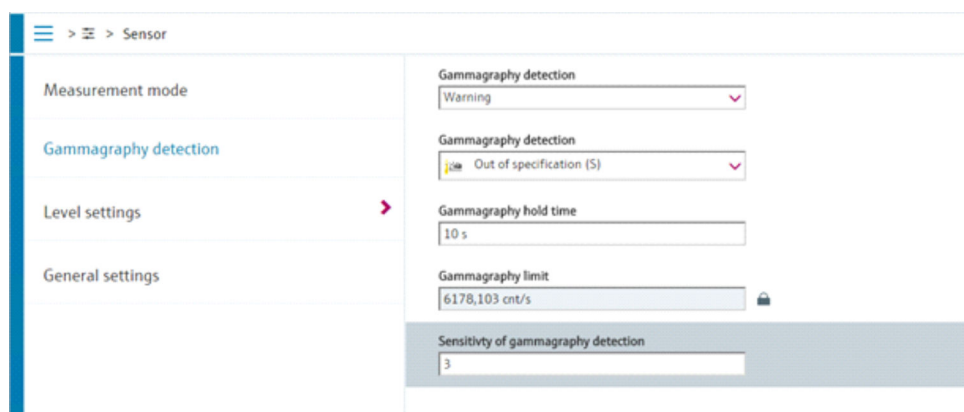 > > Sensor
Measurement mode
Gammagraphy detection
Level settings
General settings
Gammagraphy detection
Warning
Gammagraphy detection
Out of specification (S)
Gammagraphy hold time
10 s
Gammagraphy limit
6178,103 cnt/s
Sensitivty of gammagraphy detection
3